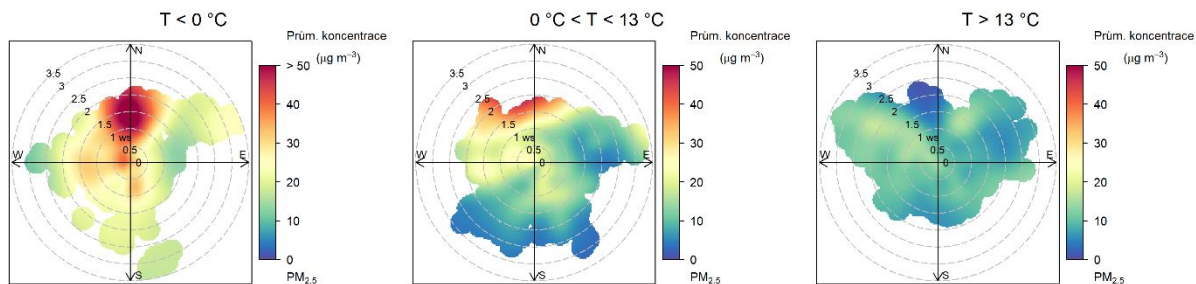 T < 0 °C
Prům. koncentrace
(μg m⁻³)
> 50
40
30
20
10
0
PM₂.₅
N
3.5
3
2.5
2
1.5
1 ws
0.5
0
W
E
S
0 °C < T < 13 °C
Prům. koncentrace
(μg m⁻³)
50
40
30
20
10
0
PM₂.₅
N
3.5
3
2.5
2
1.5
1 ws
0.5
0
W
E
S
T > 13 °C
Prům. koncentrace
(μg m⁻³)
50
40
30
20
10
0
PM₂.₅
N
3.5
3
2.5
2
1.5
1 ws
0.5
0
W
E
S